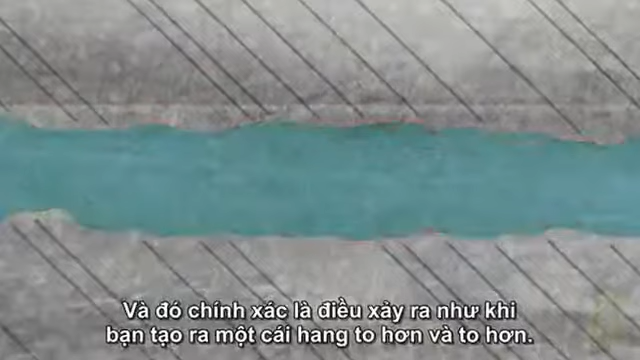 Và đó chính xác là điều xảy ra như khi
bạn tạo ra một cái hang to hơn và to hơn.